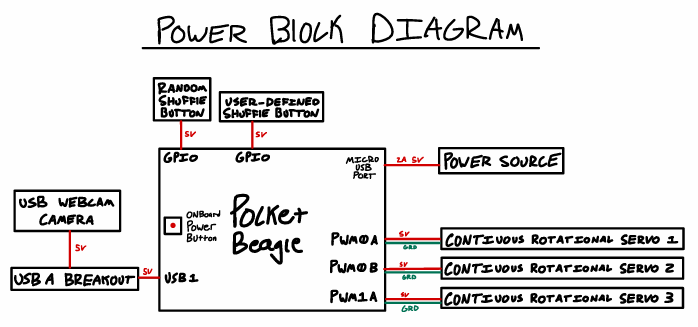 POWER BLOCK DIAGRAM
RANDOM
SHUFFLE
BUTTON
USER-DEFINED
SHUFFLE BUTTON
5V
5V
GPIO
GPIO
MICRO
USB
PORT
2A 5V
POWER SOURCE
USB WEBCAM
CAMERA
ONBoard
Power
Button
Pocket
Beagle
5V
USB A BREAKOUT
5V
USB1
PWM0A
5V
GRD
CONTIUOUS ROTATIONAL SERVO 1
PWM0B
5V
GRD
CONTINUOUS ROTATIONAL SERVO 2
PWM1A
5V
GRD
CONTINUOUS ROTATIONAL SERVO 3